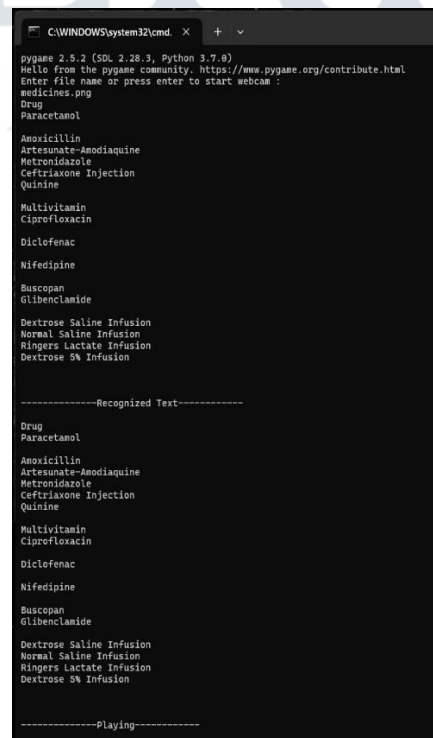 C:\WINDOWS\system32\cmd.
pygame 2.5.2 (SDL 2.28.3, Python 3.7.0)
Hello from the pygame community. https://www.pygame.org/contribute.html
Enter file name or press enter to start webcam :
medicines.png
Drug
Paracetamol
Amoxicillin
Artesunate-Amodiaquine
Metronidazole
Ceftriaxone Injection
Quinine
Multivitamin
Ciprofloxacin
Diclofenac
Nifedipine
Buscopan
Glibenclamide
Dextrose Saline Infusion
Normal Saline Infusion
Ringers Lactate Infusion
Dextrose 5% Infusion
--------------Recognized Text------------
Drug
Paracetamol
Amoxicillin
Artesunate-Amodiaquine
Metronidazole
Ceftriaxone Injection
Quinine
Multivitamin
Ciprofloxacin
Diclofenac
Nifedipine
Buscopan
Glibenclamide
Dextrose Saline Infusion
Normal Saline Infusion
Ringers Lactate Infusion
Dextrose 5% Infusion
--------------Playing------------